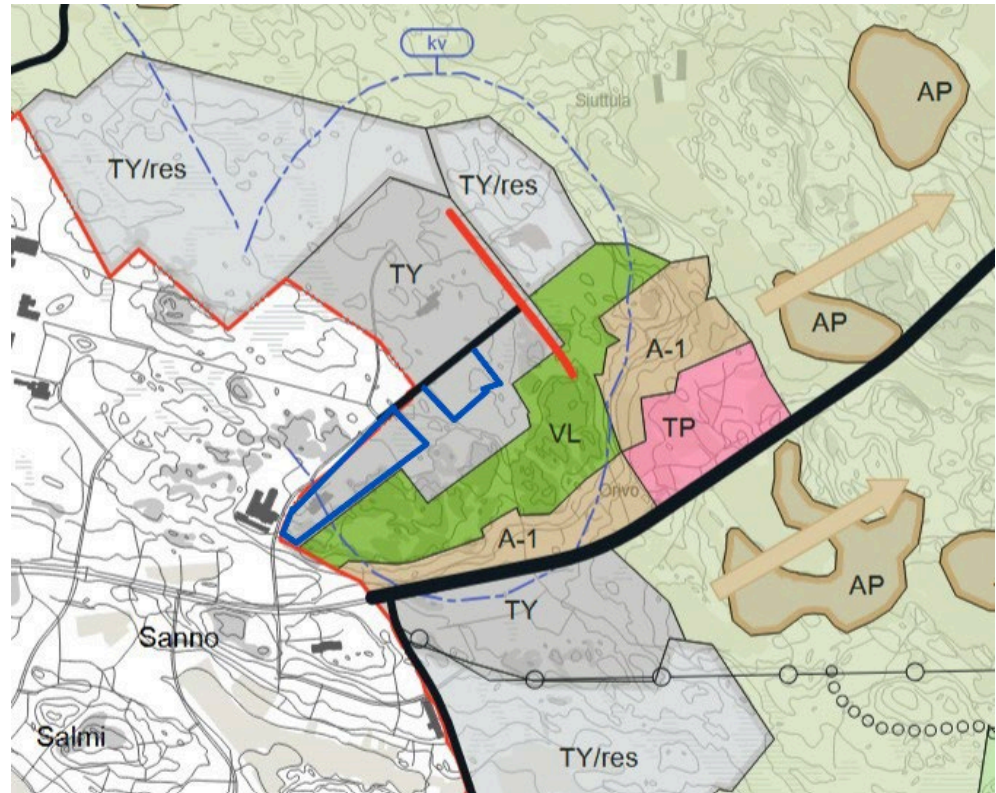 kv
AP
Siuttula
TY/res
TY/res
TY
AP
A-1
VL
TP
Orivo
A-1
AP
TY
Sanno
Salmi
TY/res